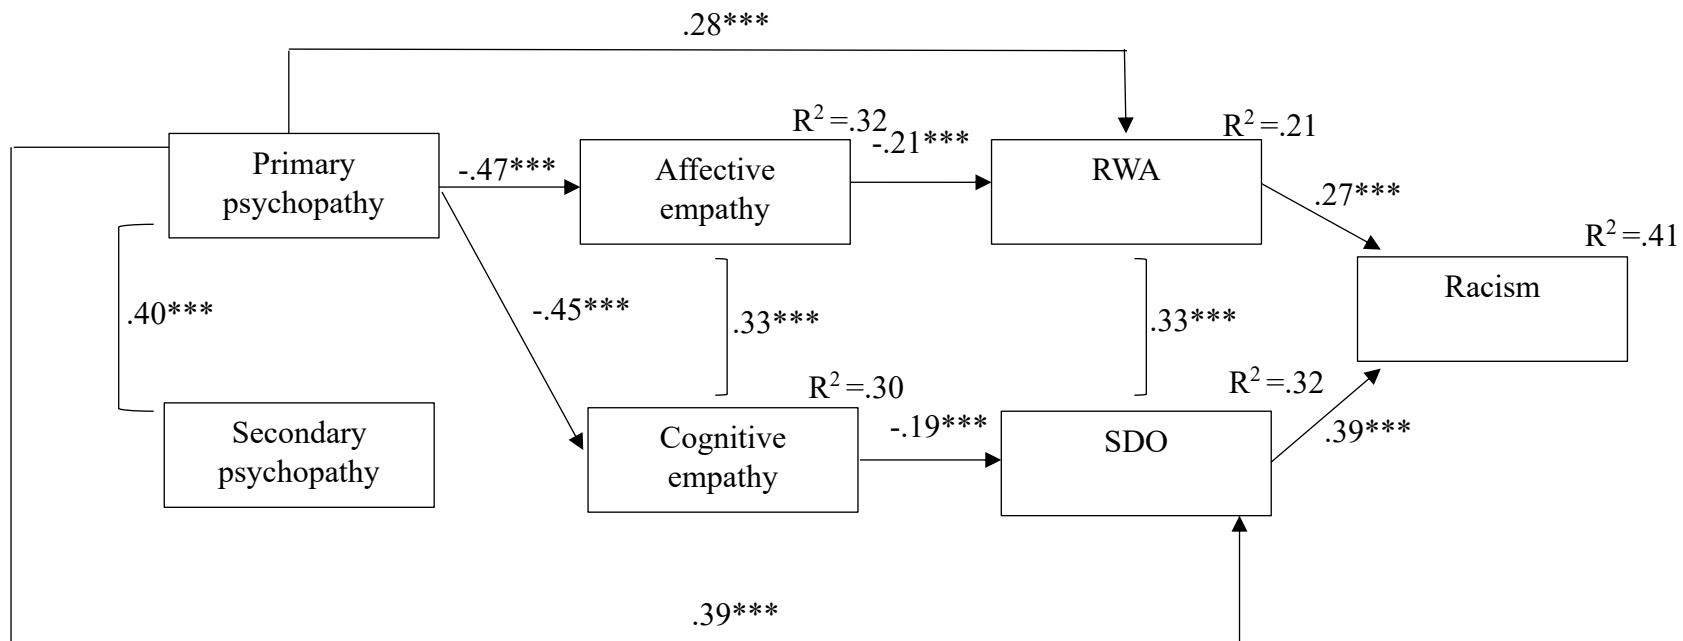 .28***
R² =.32
R² =.21
-.21***
Primary
psychopathy
-.47***
Affective
empathy
RWA
.27***
R² =.41
Racism
.40***
-.45***
.33***
.33***
R² =.30
R² =.32
Secondary
psychopathy
Cognitive
empathy
-.19***
SDO
.39***
.39***